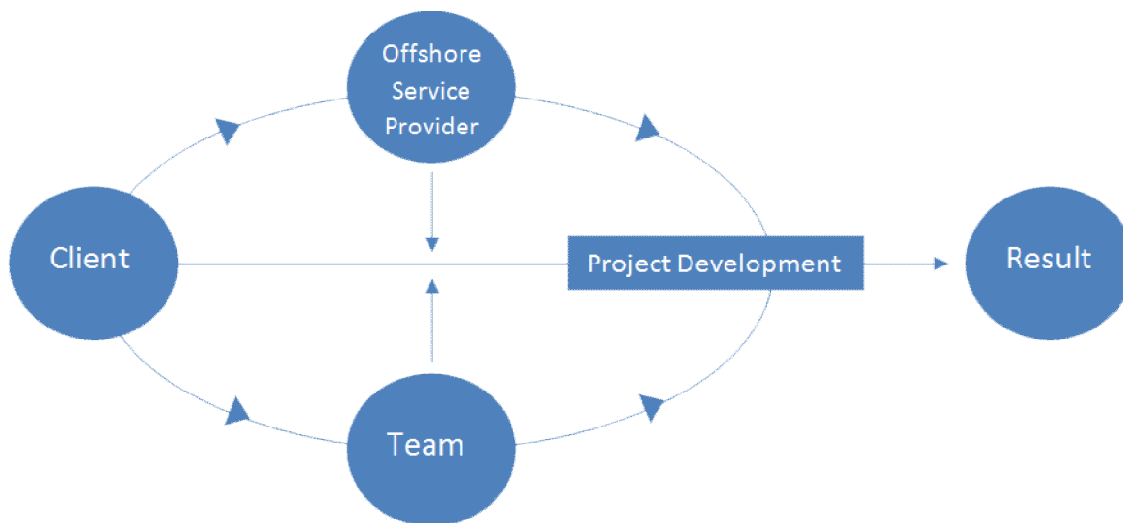 Offshore
Service
Provider
Client
Project Development
Result
Team